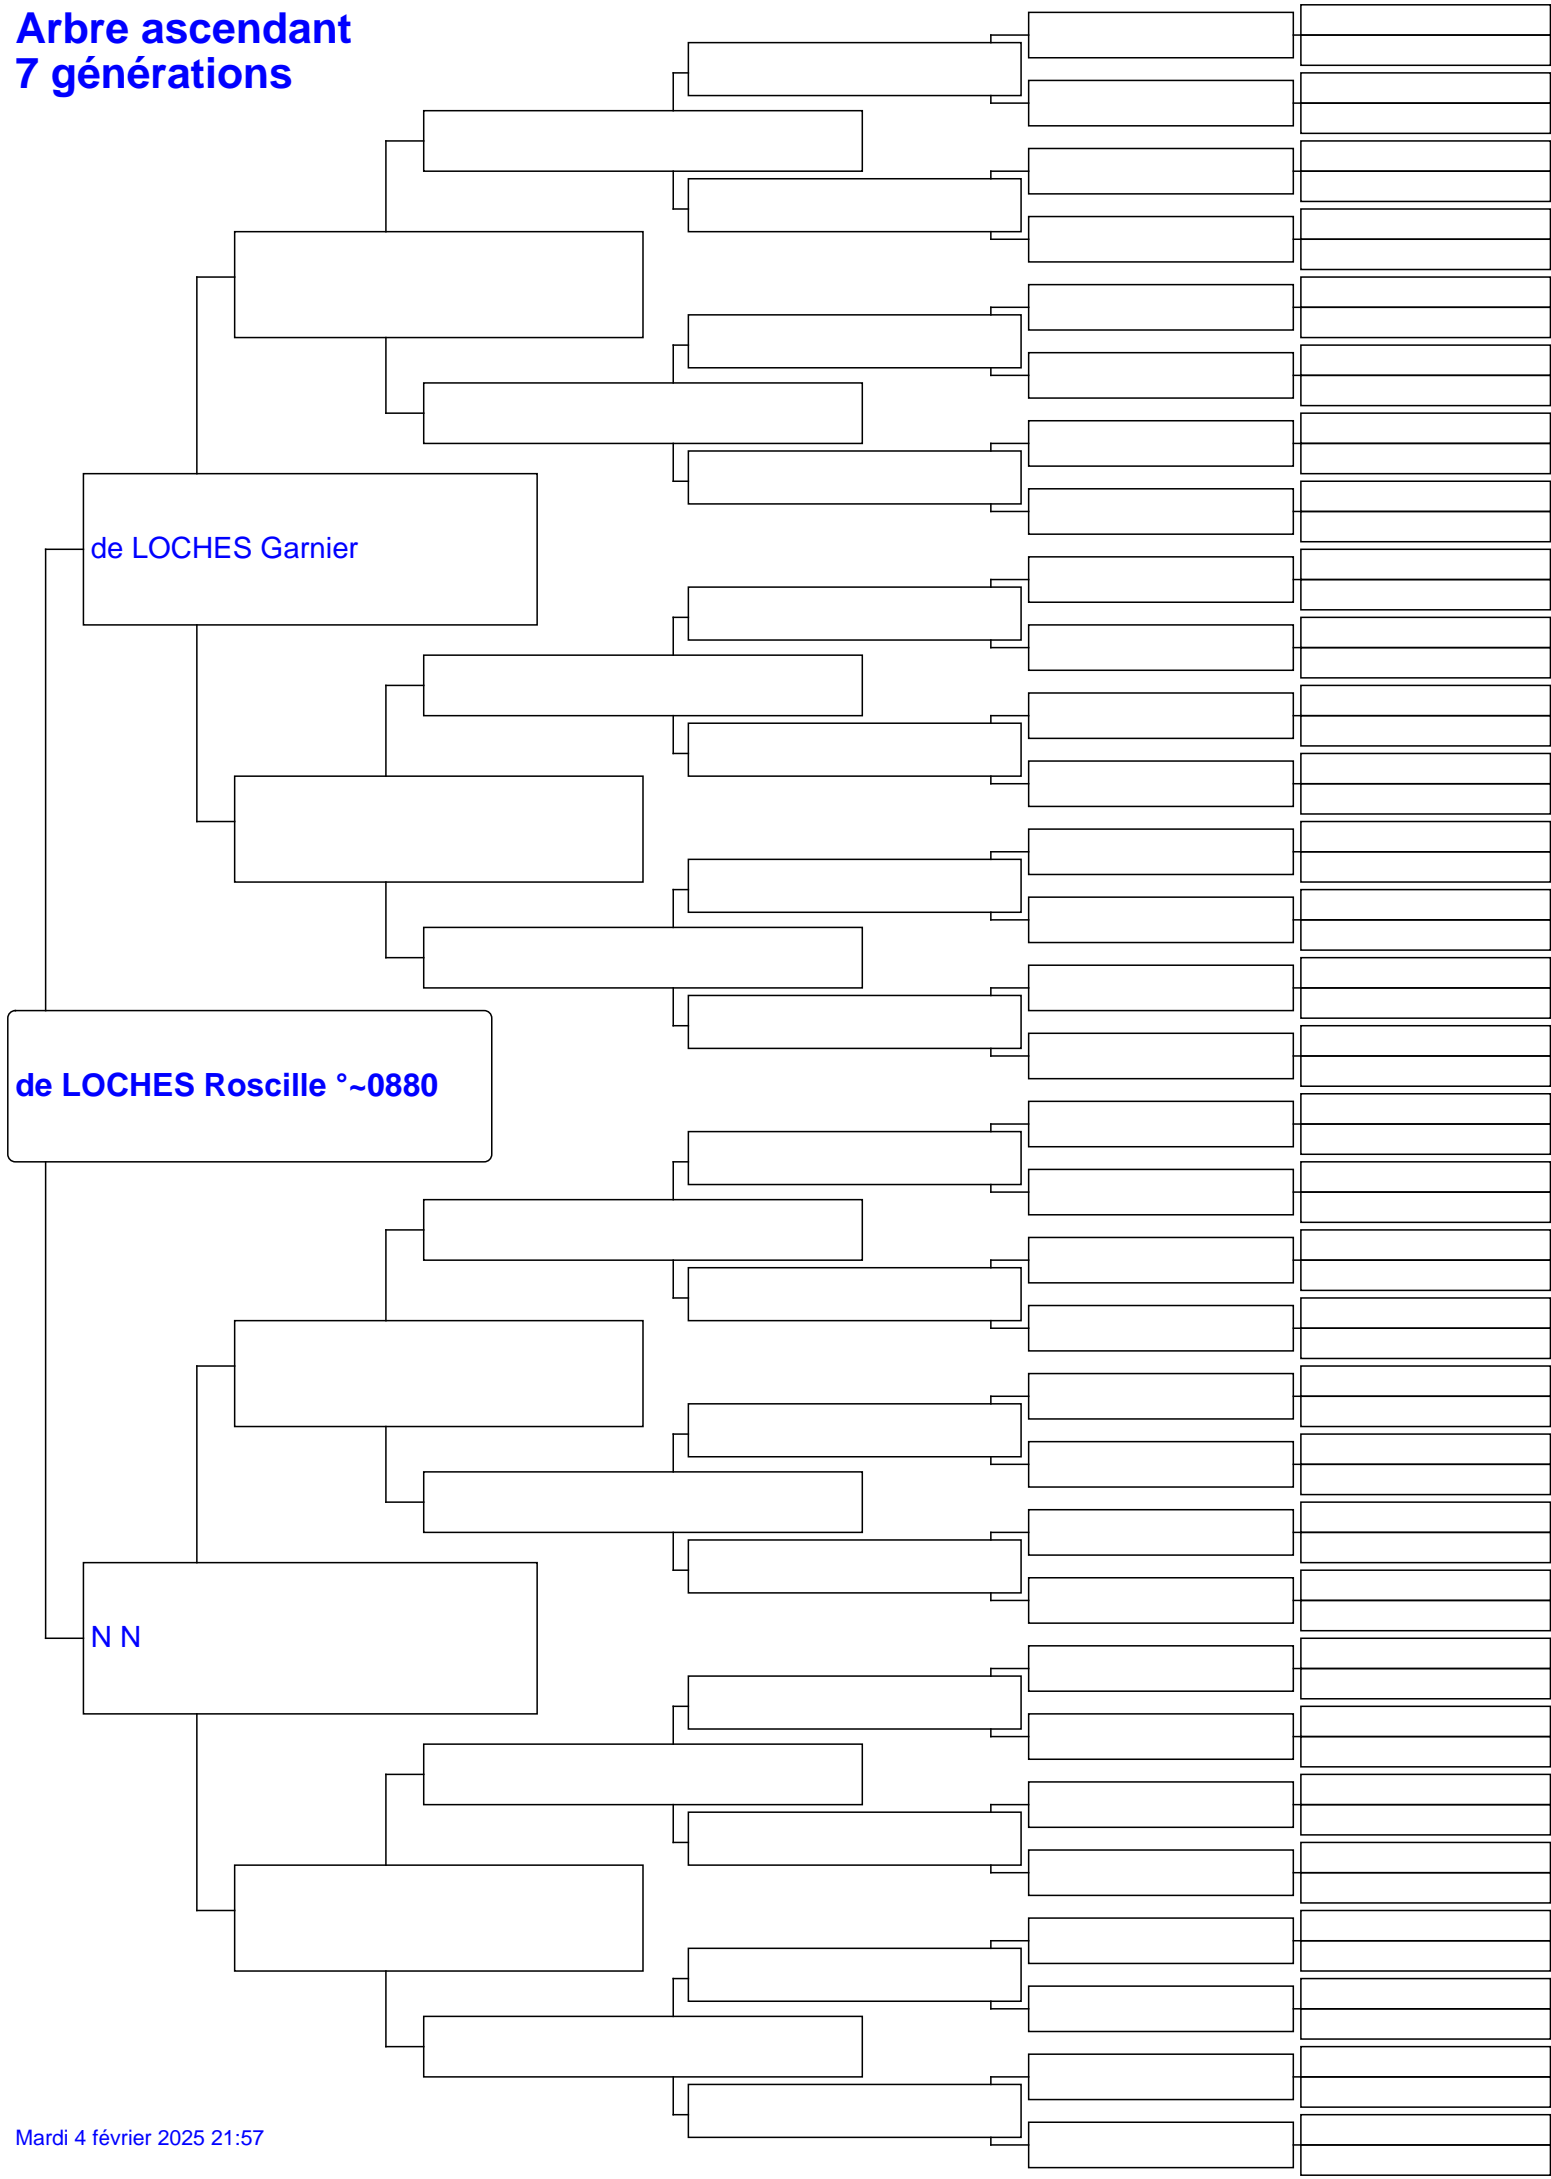 Arbre ascendant
7 générations
de LOCHES Garnier
de LOCHES Roscille °~0880
N N
Mardi 4 février 2025 21:57